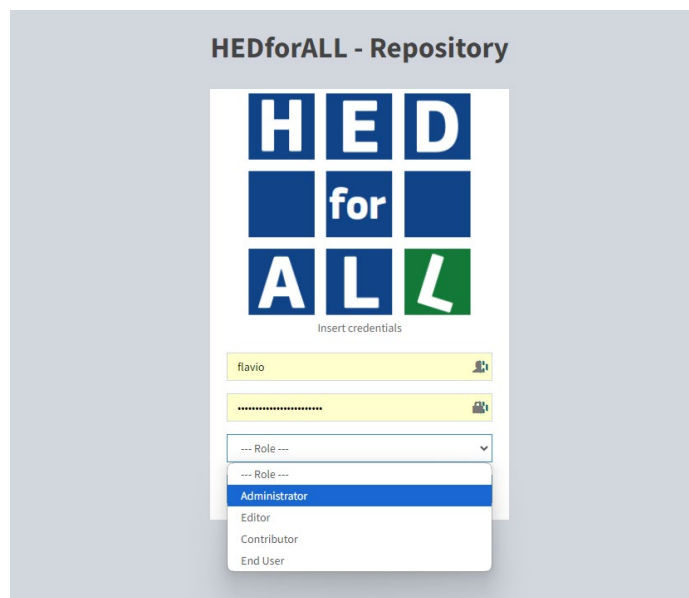 HEDforALL - Repository
HED
for
ALL
Insert credentials
flavio
••••••••••••••••••••••••
--- Role ---
--- Role ---
Administrator
Editor
Contributor
End User